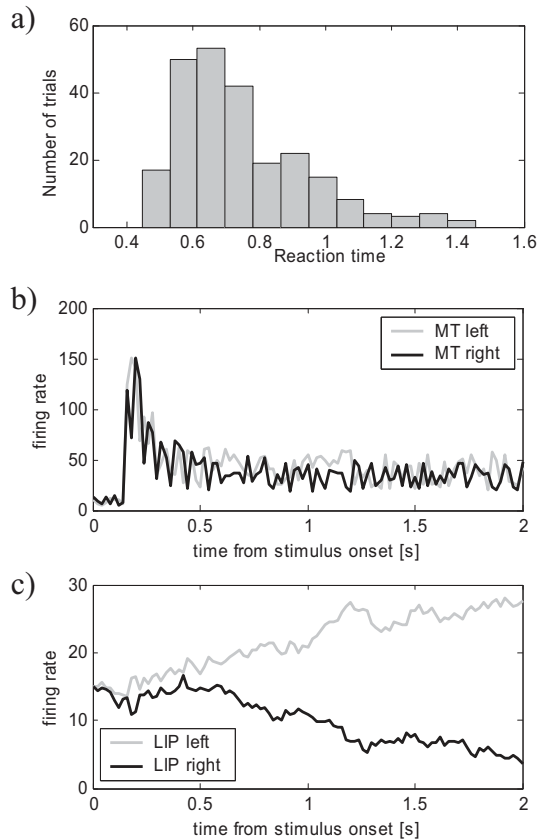 a)
60
40
20
0
Number of trials
0.4 0.6 0.8 1 1.2 1.4 1.6
Reaction time
b)
200
150
100
50
0
firing rate
MT left
MT right
0 0.5 1 1.5 2
time from stimulus onset [s]
c)
30
20
10
0
firing rate
LIP left
LIP right
0 0.5 1 1.5 2
time from stimulus onset [s]